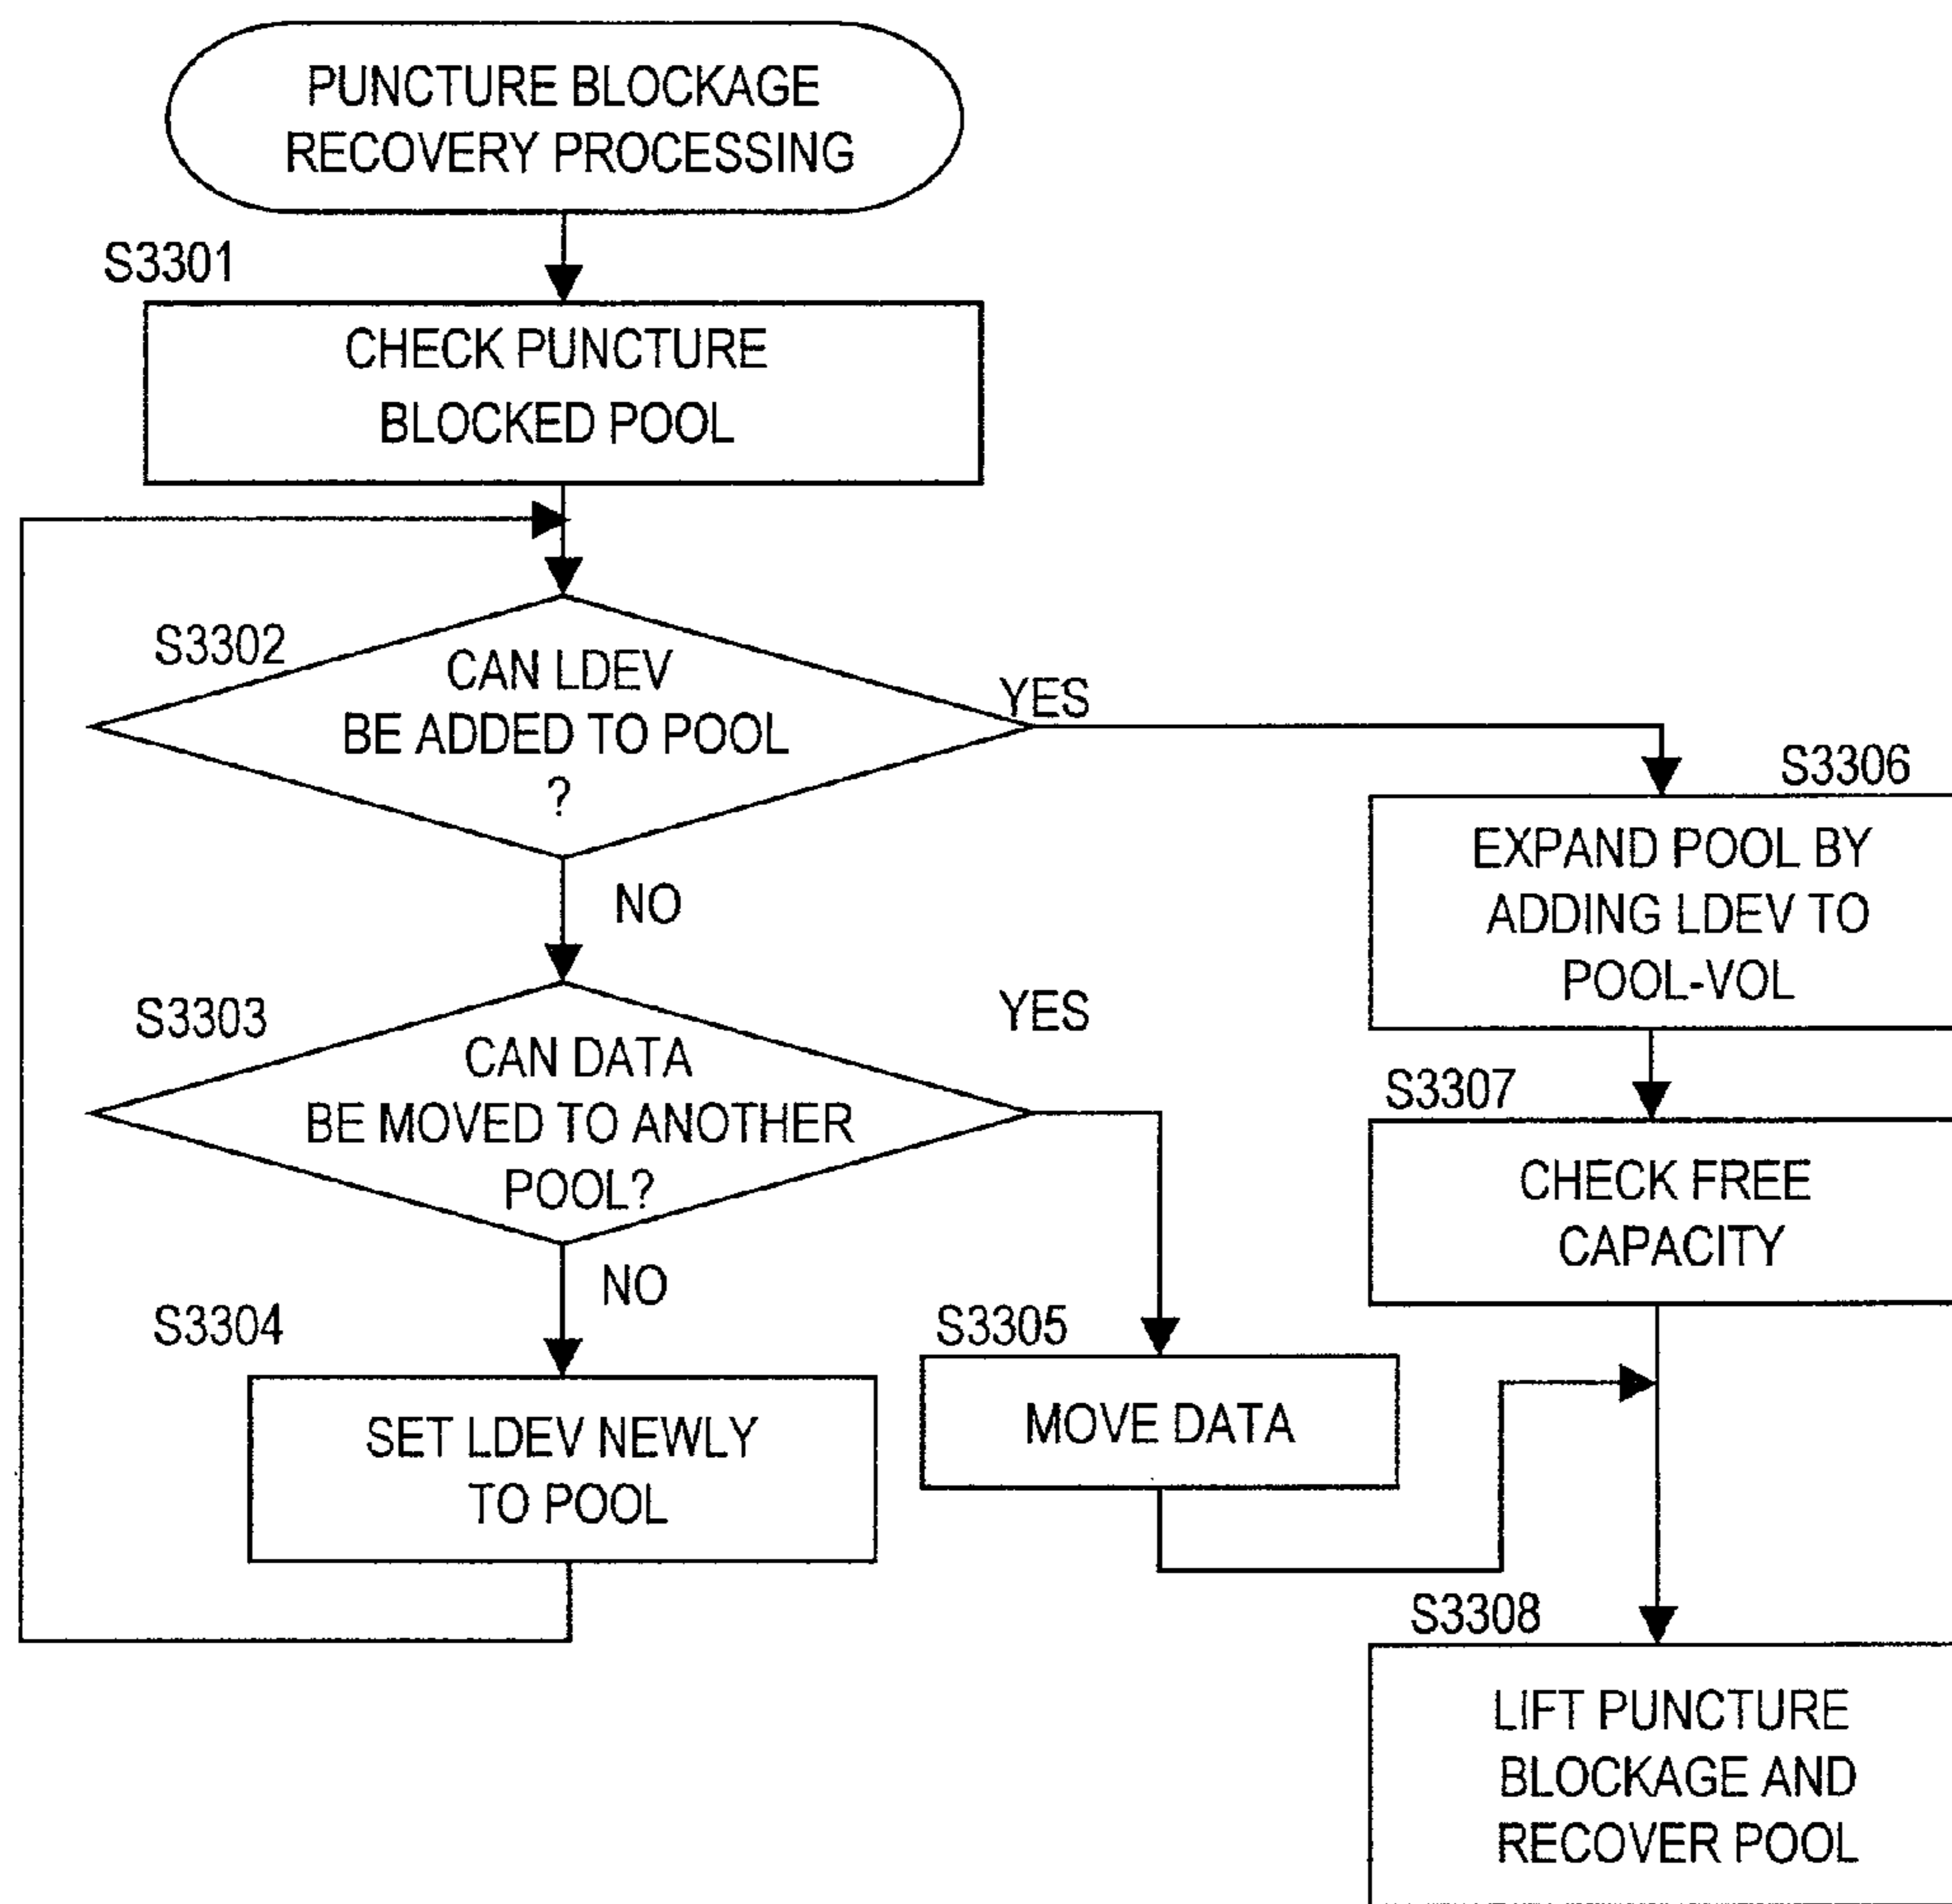 PUNCTURE BLOCKAGE
RECOVERY PROCESSING
S3301
CHECK PUNCTURE
BLOCKED POOL
S3302
CAN LDEV
BE ADDED TO POOL
?
YES
NO
S3303
CAN DATA
BE MOVED TO ANOTHER
POOL?
YES
NO
S3304
SET LDEV NEWLY
TO POOL
S3305
MOVE DATA
S3306
EXPAND POOL BY
ADDING LDEV TO
POOL-VOL
S3307
CHECK FREE
CAPACITY
S3308
LIFT PUNCTURE
BLOCKAGE AND
RECOVER POOL